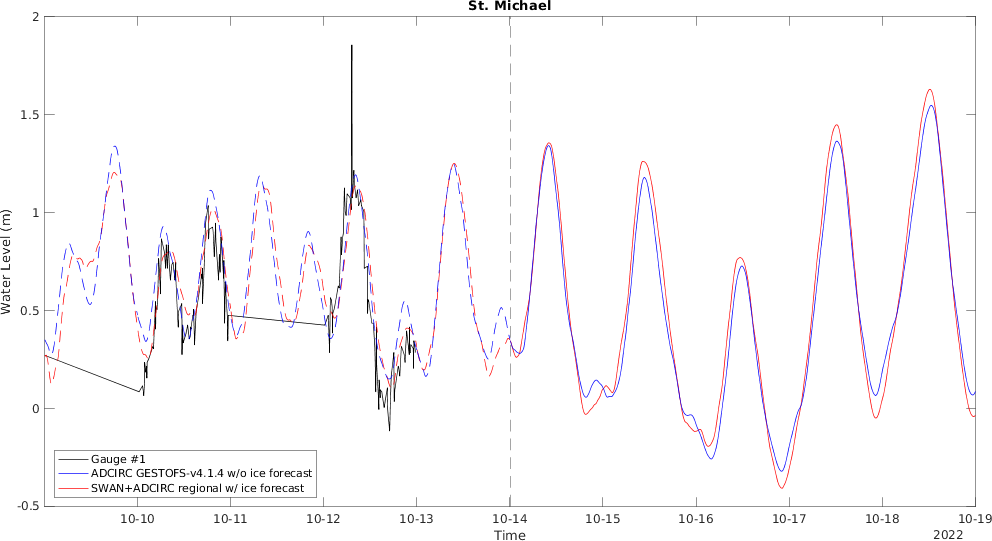 St. Michael
2
1.5
1
0.5
0
-0.5
Water Level (m)
Gauge #1
ADCIRC GESTOFS-v4.1.4 w/o ice forecast
SWAN+ADCIRC regional w/ ice forecast
10-10 10-11 10-12 10-13 10-14 10-15 10-16 10-17 10-18 10-19
Time
2022